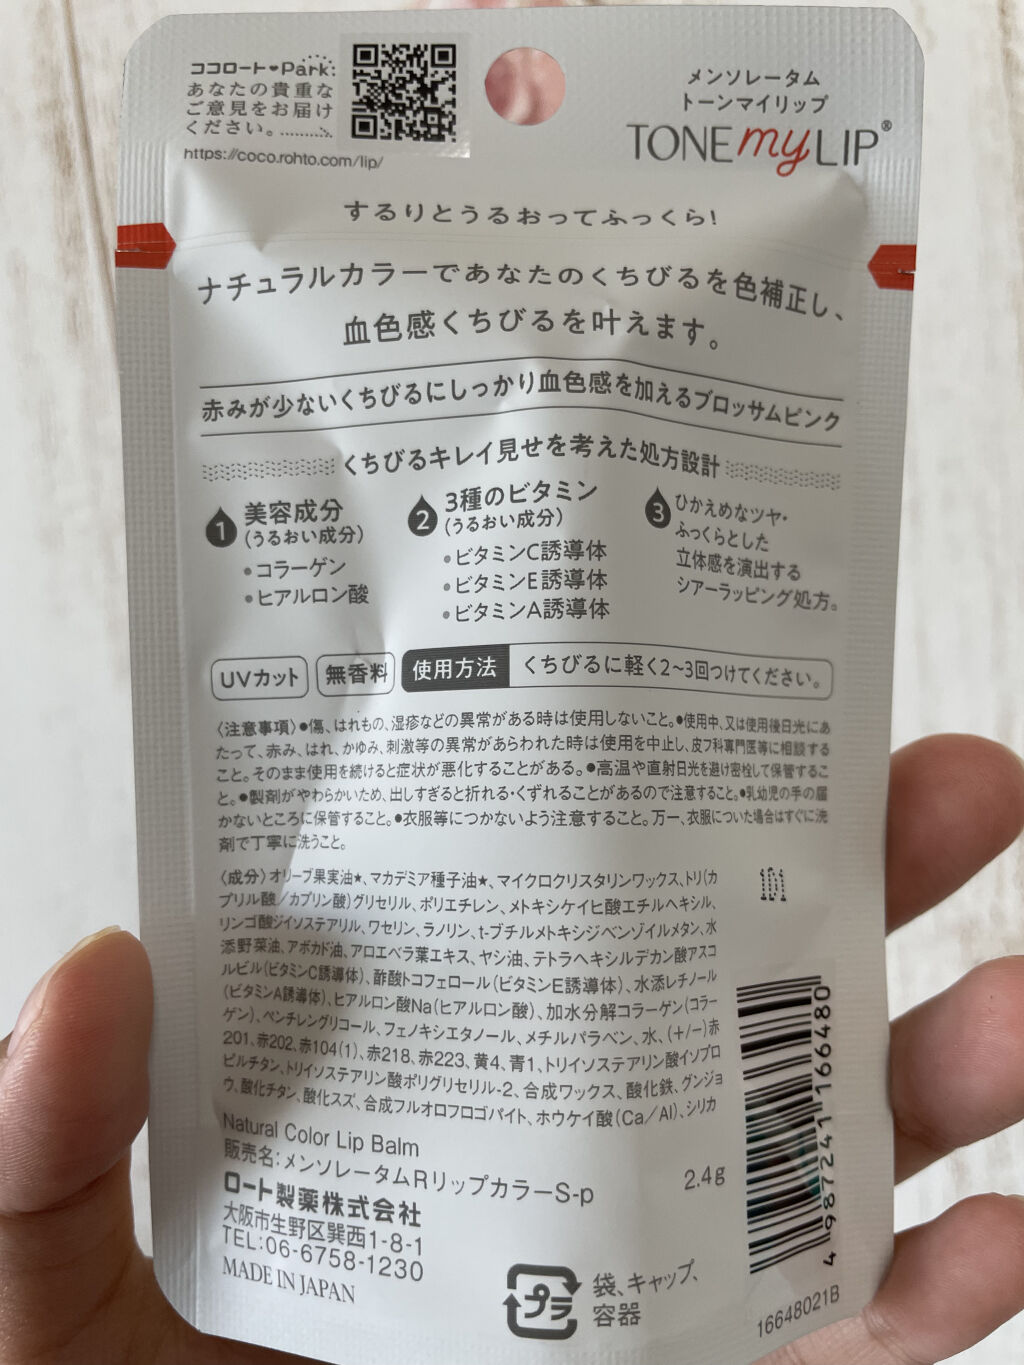 ココロート♥Park:
あなたの貴重な
ご意見をお届け
ください。
https://coco.rohto.com/lip/
メンソレータム
トーンマイリップ
TONE my LIP®
するりとうるおってふっくら!
ナチュラルカラーであなたのくちびるを色補正し、
血色感くちびるを叶えます。
赤みが少ないくちびるにしっかり血色感を加えるブロッサムピンク
くちびるキレイ見せを考えた処方設計
1 美容成分
(うるおい成分)
•コラーゲン
•ヒアルロン酸
2 3種のビタミン
(うるおい成分)
•ビタミンC誘導体
•ビタミンE誘導体
•ビタミンA誘導体
3 ひかえめなツヤ・
ふっくらとした
立体感を演出する
シアーラッピング処方。
UVカット 無香料 使用方法 くちびるに軽く2〜3回つけてください。
〈注意事項〉●傷、はれもの、湿疹などの異常がある時は使用しないこと。●使用中、又は使用後日光にあ
たって、赤み、はれ、かゆみ、刺激等の異常があらわれた時は使用を中止し、皮フ科専門医等に相談する
こと。そのまま使用を続けると症状が悪化することがある。●高温や直射日光を避け密栓して保管するこ
と。●製剤がやわらかいため、出しすぎると折れる・くずれることがあるので注意すること。●乳幼児の手の届
かないところに保管すること。●衣服等につかないよう注意すること。万一、衣服についた場合はすぐに洗
剤で丁寧に洗うこと。
〈成分〉オリーブ果実油★、マカデミア種子油★、マイクロクリスタリンワックス、トリ(カ
プリル酸/カプリン酸)グリセリル、ポリエチレン、メトキシケイヒ酸エチルヘキシル、
リンゴ酸ジイソステアリル、ワセリン、ラノリン、t-ブチルメトキシジベンゾイルメタン、水
添野菜油、アボカド油、アロエベラ葉エキス、ヤシ油、テトラヘキシルデカン酸アスコ
ルビル(ビタミンC誘導体)、酢酸トコフェロール(ビタミンE誘導体)、水添レチノール
(ビタミンA誘導体)、ヒアルロン酸Na(ヒアルロン酸)、加水分解コラーゲン(コラー
ゲン)、ペンチレングリコール、フェノキシエタノール、メチルパラベン、水、(+/-)赤
201、赤202、赤104(1)、赤218、赤223、黄4、青1、トリイソステアリン酸イソプロ
ピルチタン、トリイソステアリン酸ポリグリセリル-2、合成ワックス、酸化鉄、グンジョ
ウ、酸化チタン、酸化スズ、合成フルオロフロゴパイト、ホウケイ酸(Ca/Al)、シリカ
Natural Color Lip Balm
販売名:メンソレータムRリップカラーS-p
2.4g
ロート製薬株式会社
大阪市生野区巽西1-8-1
TEL:06-6758-1230
MADE IN JAPAN
プラ
袋、キャップ、
容器
4 987241 166480
16648021B